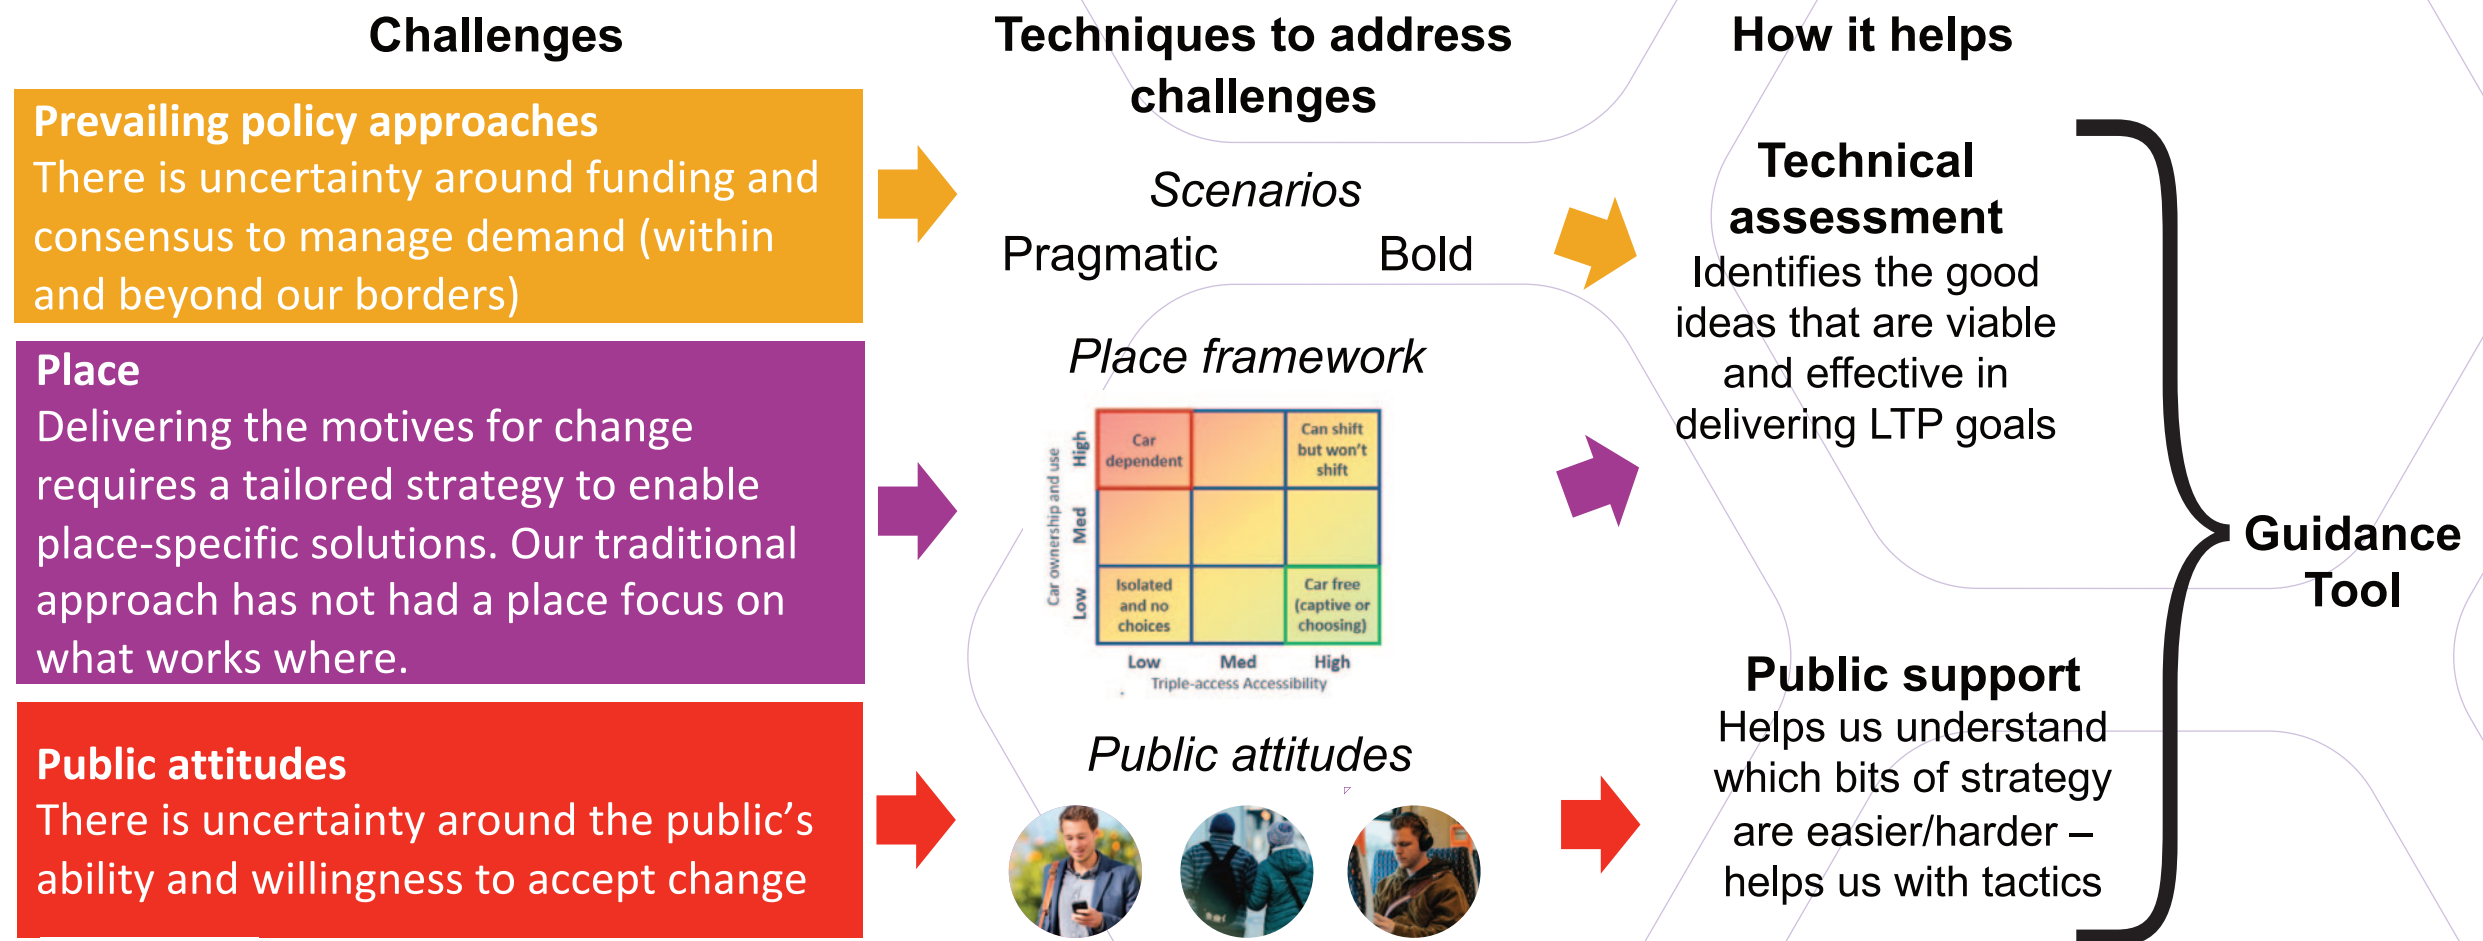 Challenges
Prevailing policy approaches
There is uncertainty around funding and
consensus to manage demand (within
and beyond our borders)
Place
Delivering the motives for change
requires a tailored strategy to enable
place-specific solutions. Our traditional
approach has not had a place focus on
what works where.
Public attitudes
There is uncertainty around the public’s
ability and willingness to accept change
Techniques to address
challenges
Scenarios
Pragmatic Bold
Place framework
Car ownership and use
High
Med
Low
Car
dependent
Can shift
but won't
shift
Isolated
and no
choices
Car free
(captive or
choosing)
Low Med High
Triple-access Accessibility
Public attitudes
How it helps
Technical
assessment
Identifies the good
ideas that are viable
and effective in
delivering LTP goals
Public support
Helps us understand
which bits of strategy
are easier/harder –
helps us with tactics
Guidance
Tool